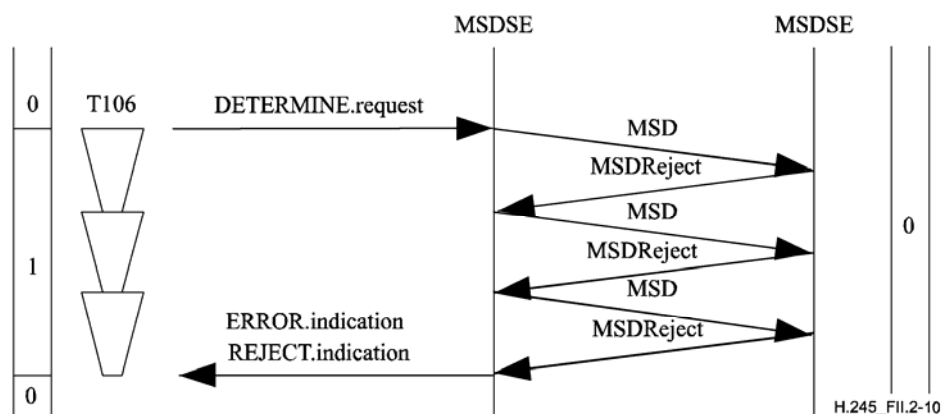 MSDSE MSDSE
0 T106 DETERMINE.request
MSD
MSDReject
MSD
0
MSDReject
1
MSD
ERROR.indication
MSDReject
REJECT.indication
0
H.245_FII.2-10